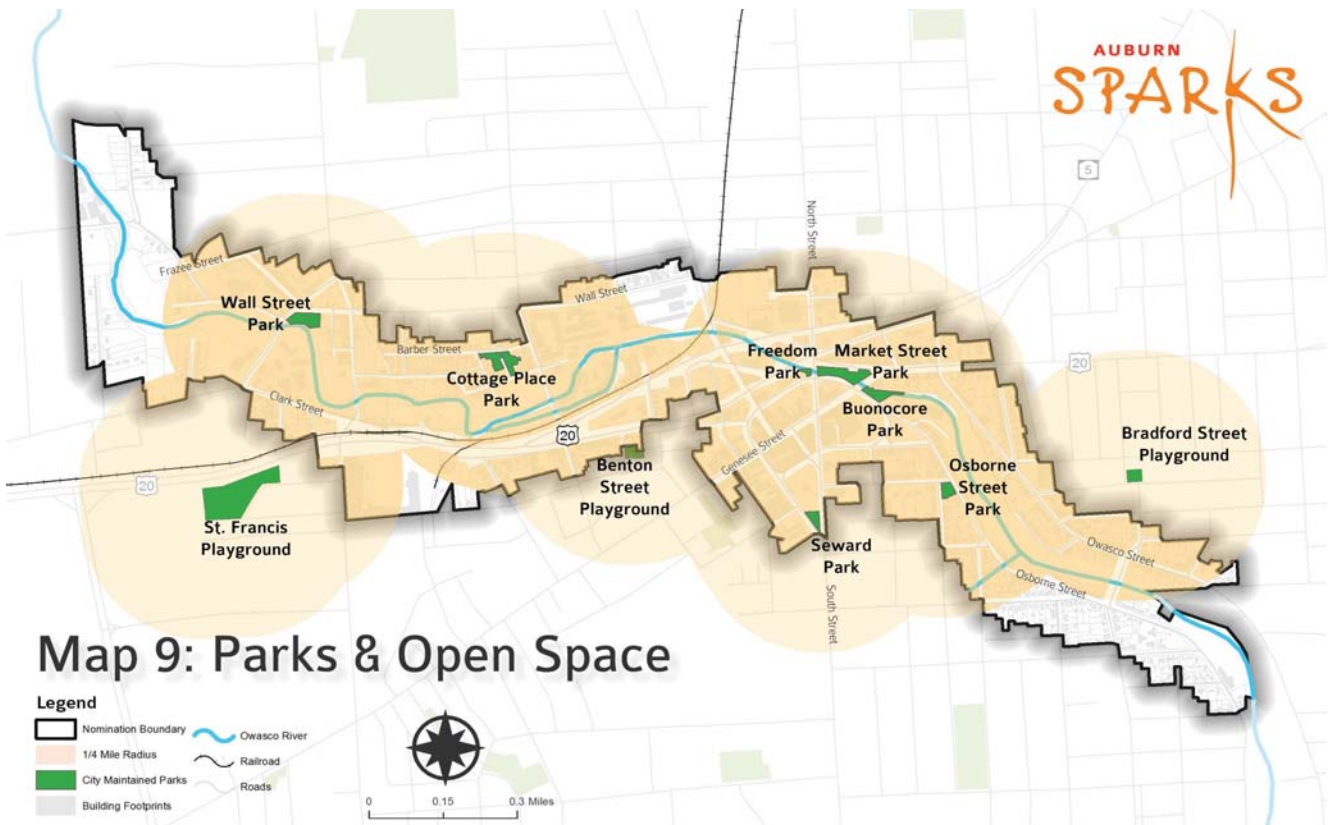 AUBURN
SPARKS
5
North Street
Frazee Street
Wall Street
Park
Wall Street
Barber Street
Cottage Place
Park
Freedom
Park
Market Street
Park
Buonocore
Park
20
Clark Street
20
Genesee Street
Bradford Street
Playground
Benton
Street
Playground
Osborne
Street
Park
20
St. Francis
Playground
Seward
Park
Owasco Street
Osborne Street
South Street
Map 9: Parks & Open Space
Legend
Nomination Boundary
1/4 Mile Radius
City Maintained Parks
Building Footprints
Owasco River
Railroad
Roads
0 0.15 0.3 Miles